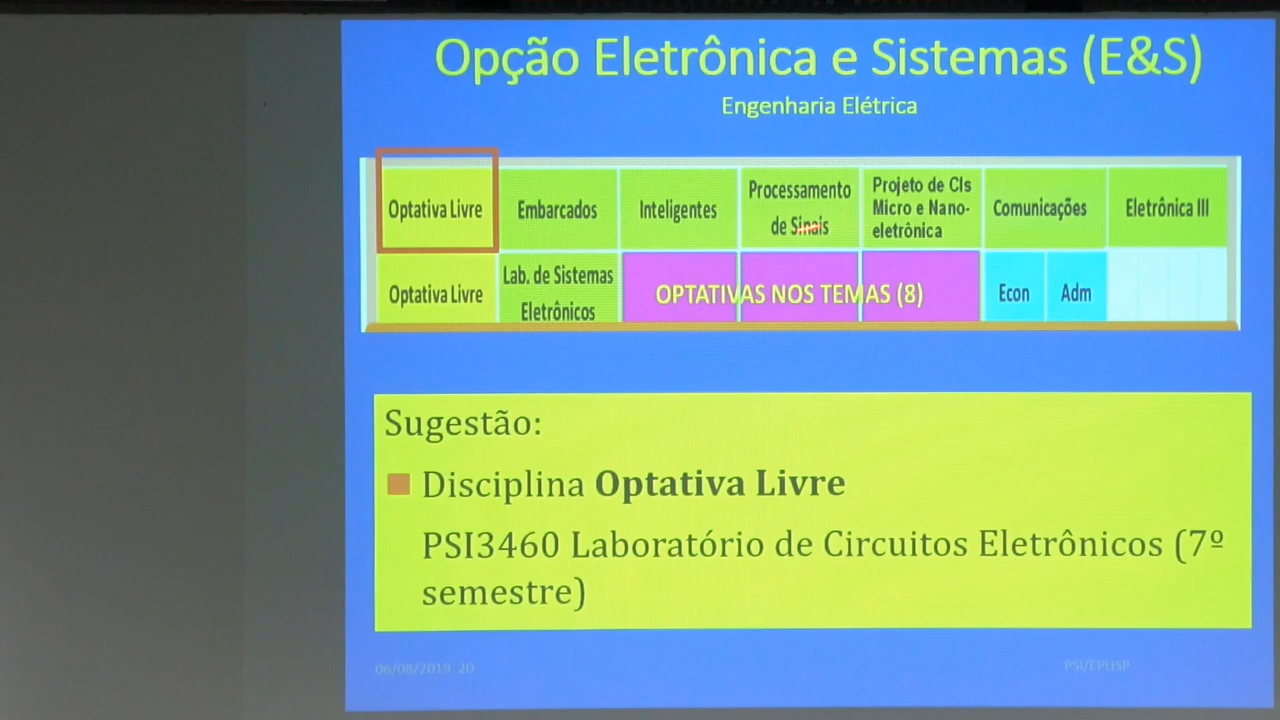 Opção Eletrônica e Sistemas (E&S)
Engenharia Elétrica
Optativa Livre
Embarcados
Inteligentes
Processamento
de Sinais
Projeto de CIs
Micro e Nano-
eletrônica
Comunicações
Eletrônica III
Optativa Livre
Lab. de Sistemas
Eletrônicos
OPTATIVAS NOS TEMAS (8)
Econ
Adm
Sugestão:
Disciplina Optativa Livre
PSI3460 Laboratório de Circuitos Eletrônicos (7º
semestre)
06/08/2019 20
PSI/EPUSP